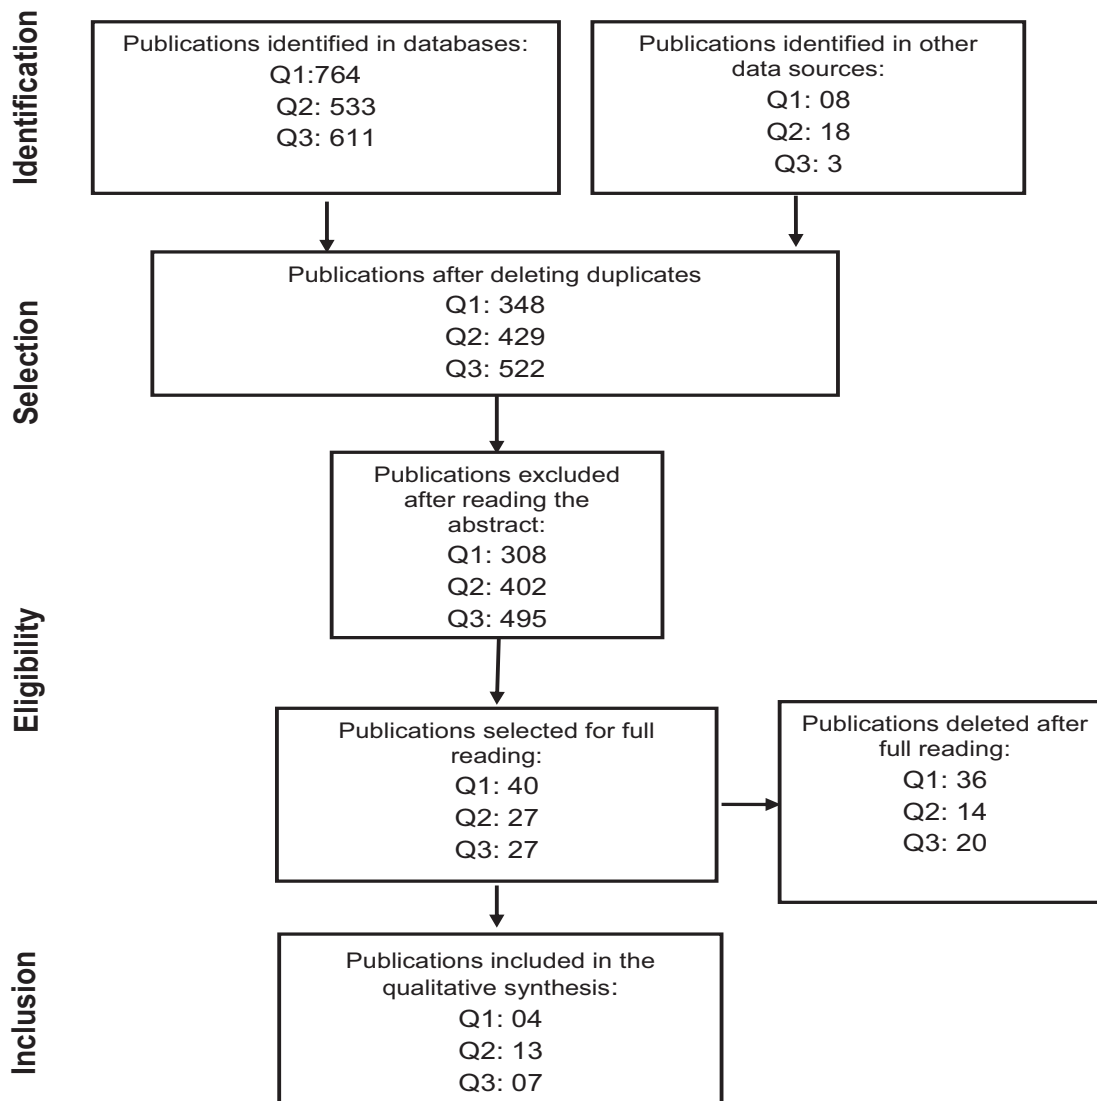 Identification
Publications identified in databases:
Q1:764
Q2: 533
Q3: 611
Publications identified in other
data sources:
Q1: 08
Q2: 18
Q3: 3
Selection
Publications after deleting duplicates
Q1: 348
Q2: 429
Q3: 522
Eligibility
Publications excluded
after reading the
abstract:
Q1: 308
Q2: 402
Q3: 495
Publications selected for full
reading:
Q1: 40
Q2: 27
Q3: 27
Publications deleted after
full reading:
Q1: 36
Q2: 14
Q3: 20
Inclusion
Publications included in the
qualitative synthesis:
Q1: 04
Q2: 13
Q3: 07